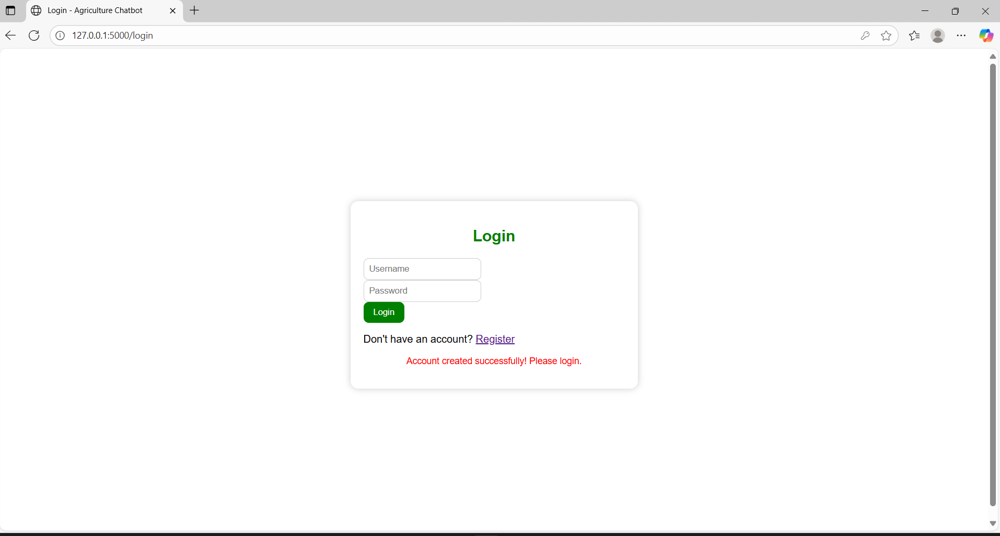 Login - Agriculture Chatbot
127.0.0.1:5000/login
Login
Username
Password
Login
Don't have an account? Register
Account created successfully! Please login.